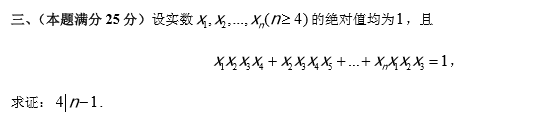 三、（本题满分 25 分）设实数 x₁, x₂,..., xₙ(n≥ 4) 的绝对值均为1，且
x₁x₂x₃x₄ + x₂x₃x₄x₅ + ... + xₙx₁x₂x₃ = 1，
求证：4|n−1.